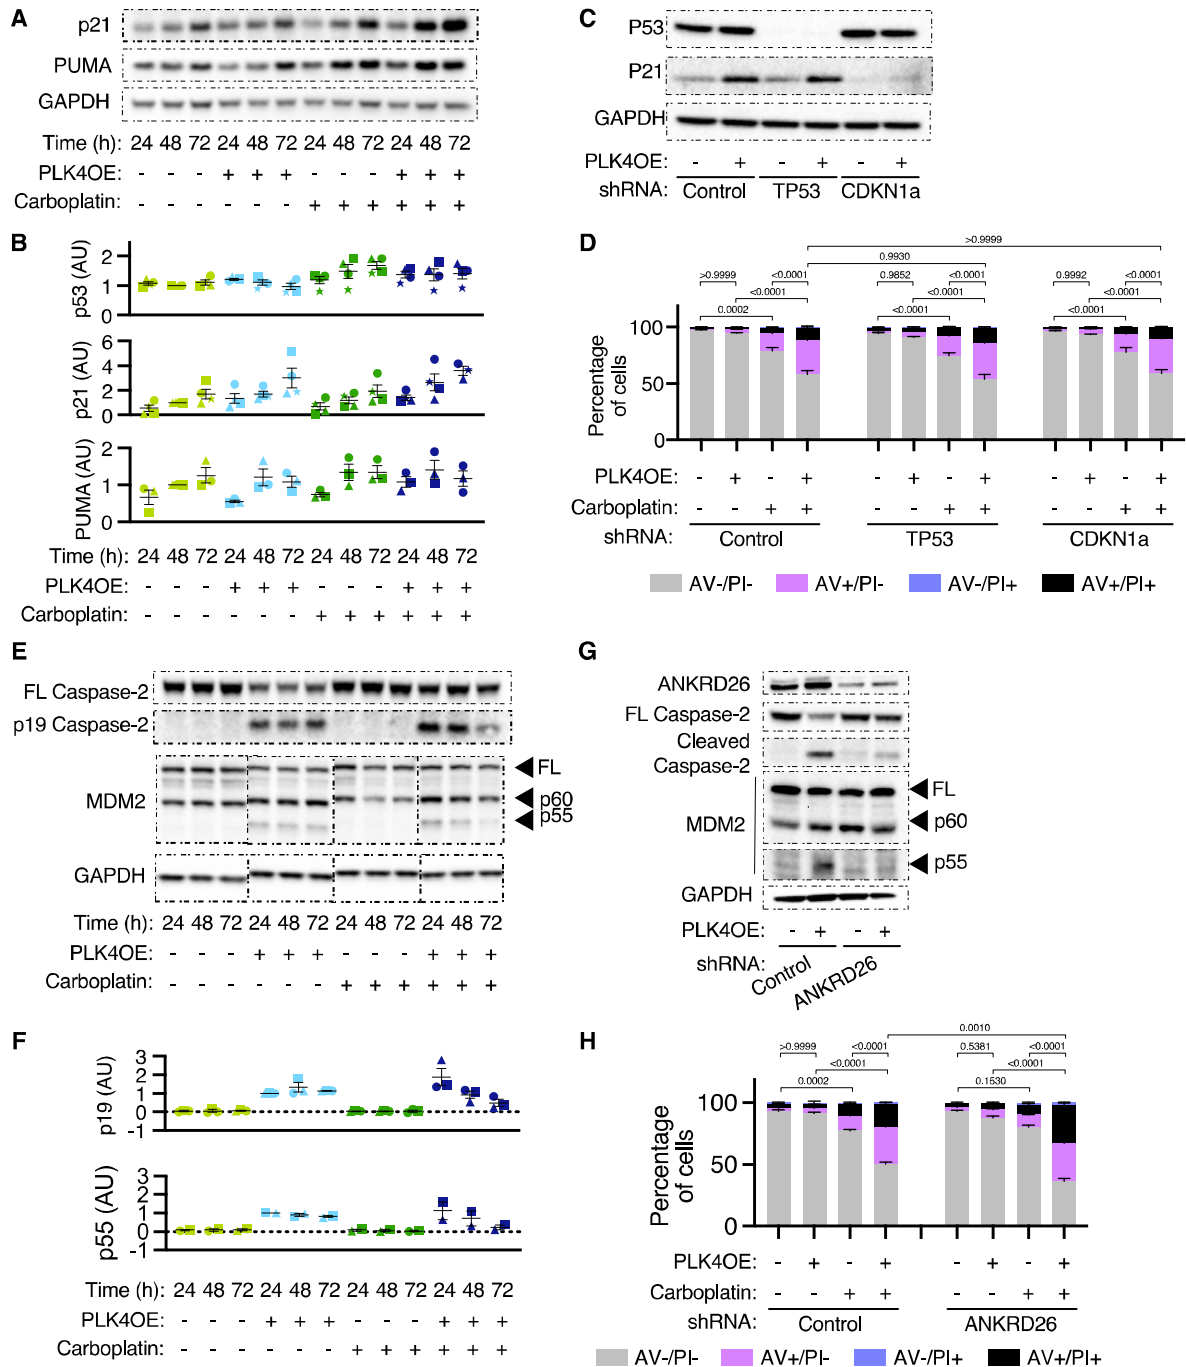 A
p21
PUMA
GAPDH
Time (h): 24 48 72 24 48 72 24 48 72 24 48 72
PLK4OE: - - - + + + - - - + + +
Carboplatin: - - - - - - + + + + + +
B
p53 (AU)
2
1
0
p21 (AU)
6
4
2
0
PUMA (AU)
2
1
0
Time (h): 24 48 72 24 48 72 24 48 72 24 48 72
PLK4OE: - - - + + + - - - + + +
Carboplatin: - - - - - - + + + + + +
C
P53
P21
GAPDH
PLK4OE: - + - + - +
shRNA: Control TP53 CDKN1a
D
>0.9999
0.9930
>0.9999 <0.0001 0.9852 <0.0001 0.9992 <0.0001
<0.0001 <0.0001 <0.0001
0.0002 <0.0001 <0.0001
Percentage
of cells
100
50
0
PLK4OE: - + - + - + - + - + - +
Carboplatin: - - + + - - + + - - + +
shRNA: Control TP53 CDKN1a
AV-/PI- AV+/PI- AV-/PI+ AV+/PI+
E
FL Caspase-2
p19 Caspase-2
MDM2
FL
p60
p55
GAPDH
Time (h): 24 48 72 24 48 72 24 48 72 24 48 72
PLK4OE: - - - + + + - - - + + +
Carboplatin: - - - - - - + + + + + +
F
p19 (AU)
3
2
1
0
-1
p55 (AU)
3
2
1
0
-1
Time (h): 24 48 72 24 48 72 24 48 72 24 48 72
PLK4OE: - - - + + + - - - + + +
Carboplatin: - - - - - - + + + + + +
G
ANKRD26
FL Caspase-2
Cleaved
Caspase-2
MDM2
FL
p60
p55
GAPDH
PLK4OE: - + - +
shRNA: Control ANKRD26
H
0.0010
>0.9999 <0.0001 0.5381 <0.0001
<0.0001 <0.0001
0.0002 0.1530
Percentage
of cells
100
50
0
PLK4OE: - + - + - + - +
Carboplatin: - - + + - - + +
shRNA: Control ANKRD26
AV-/PI- AV+/PI- AV-/PI+ AV+/PI+